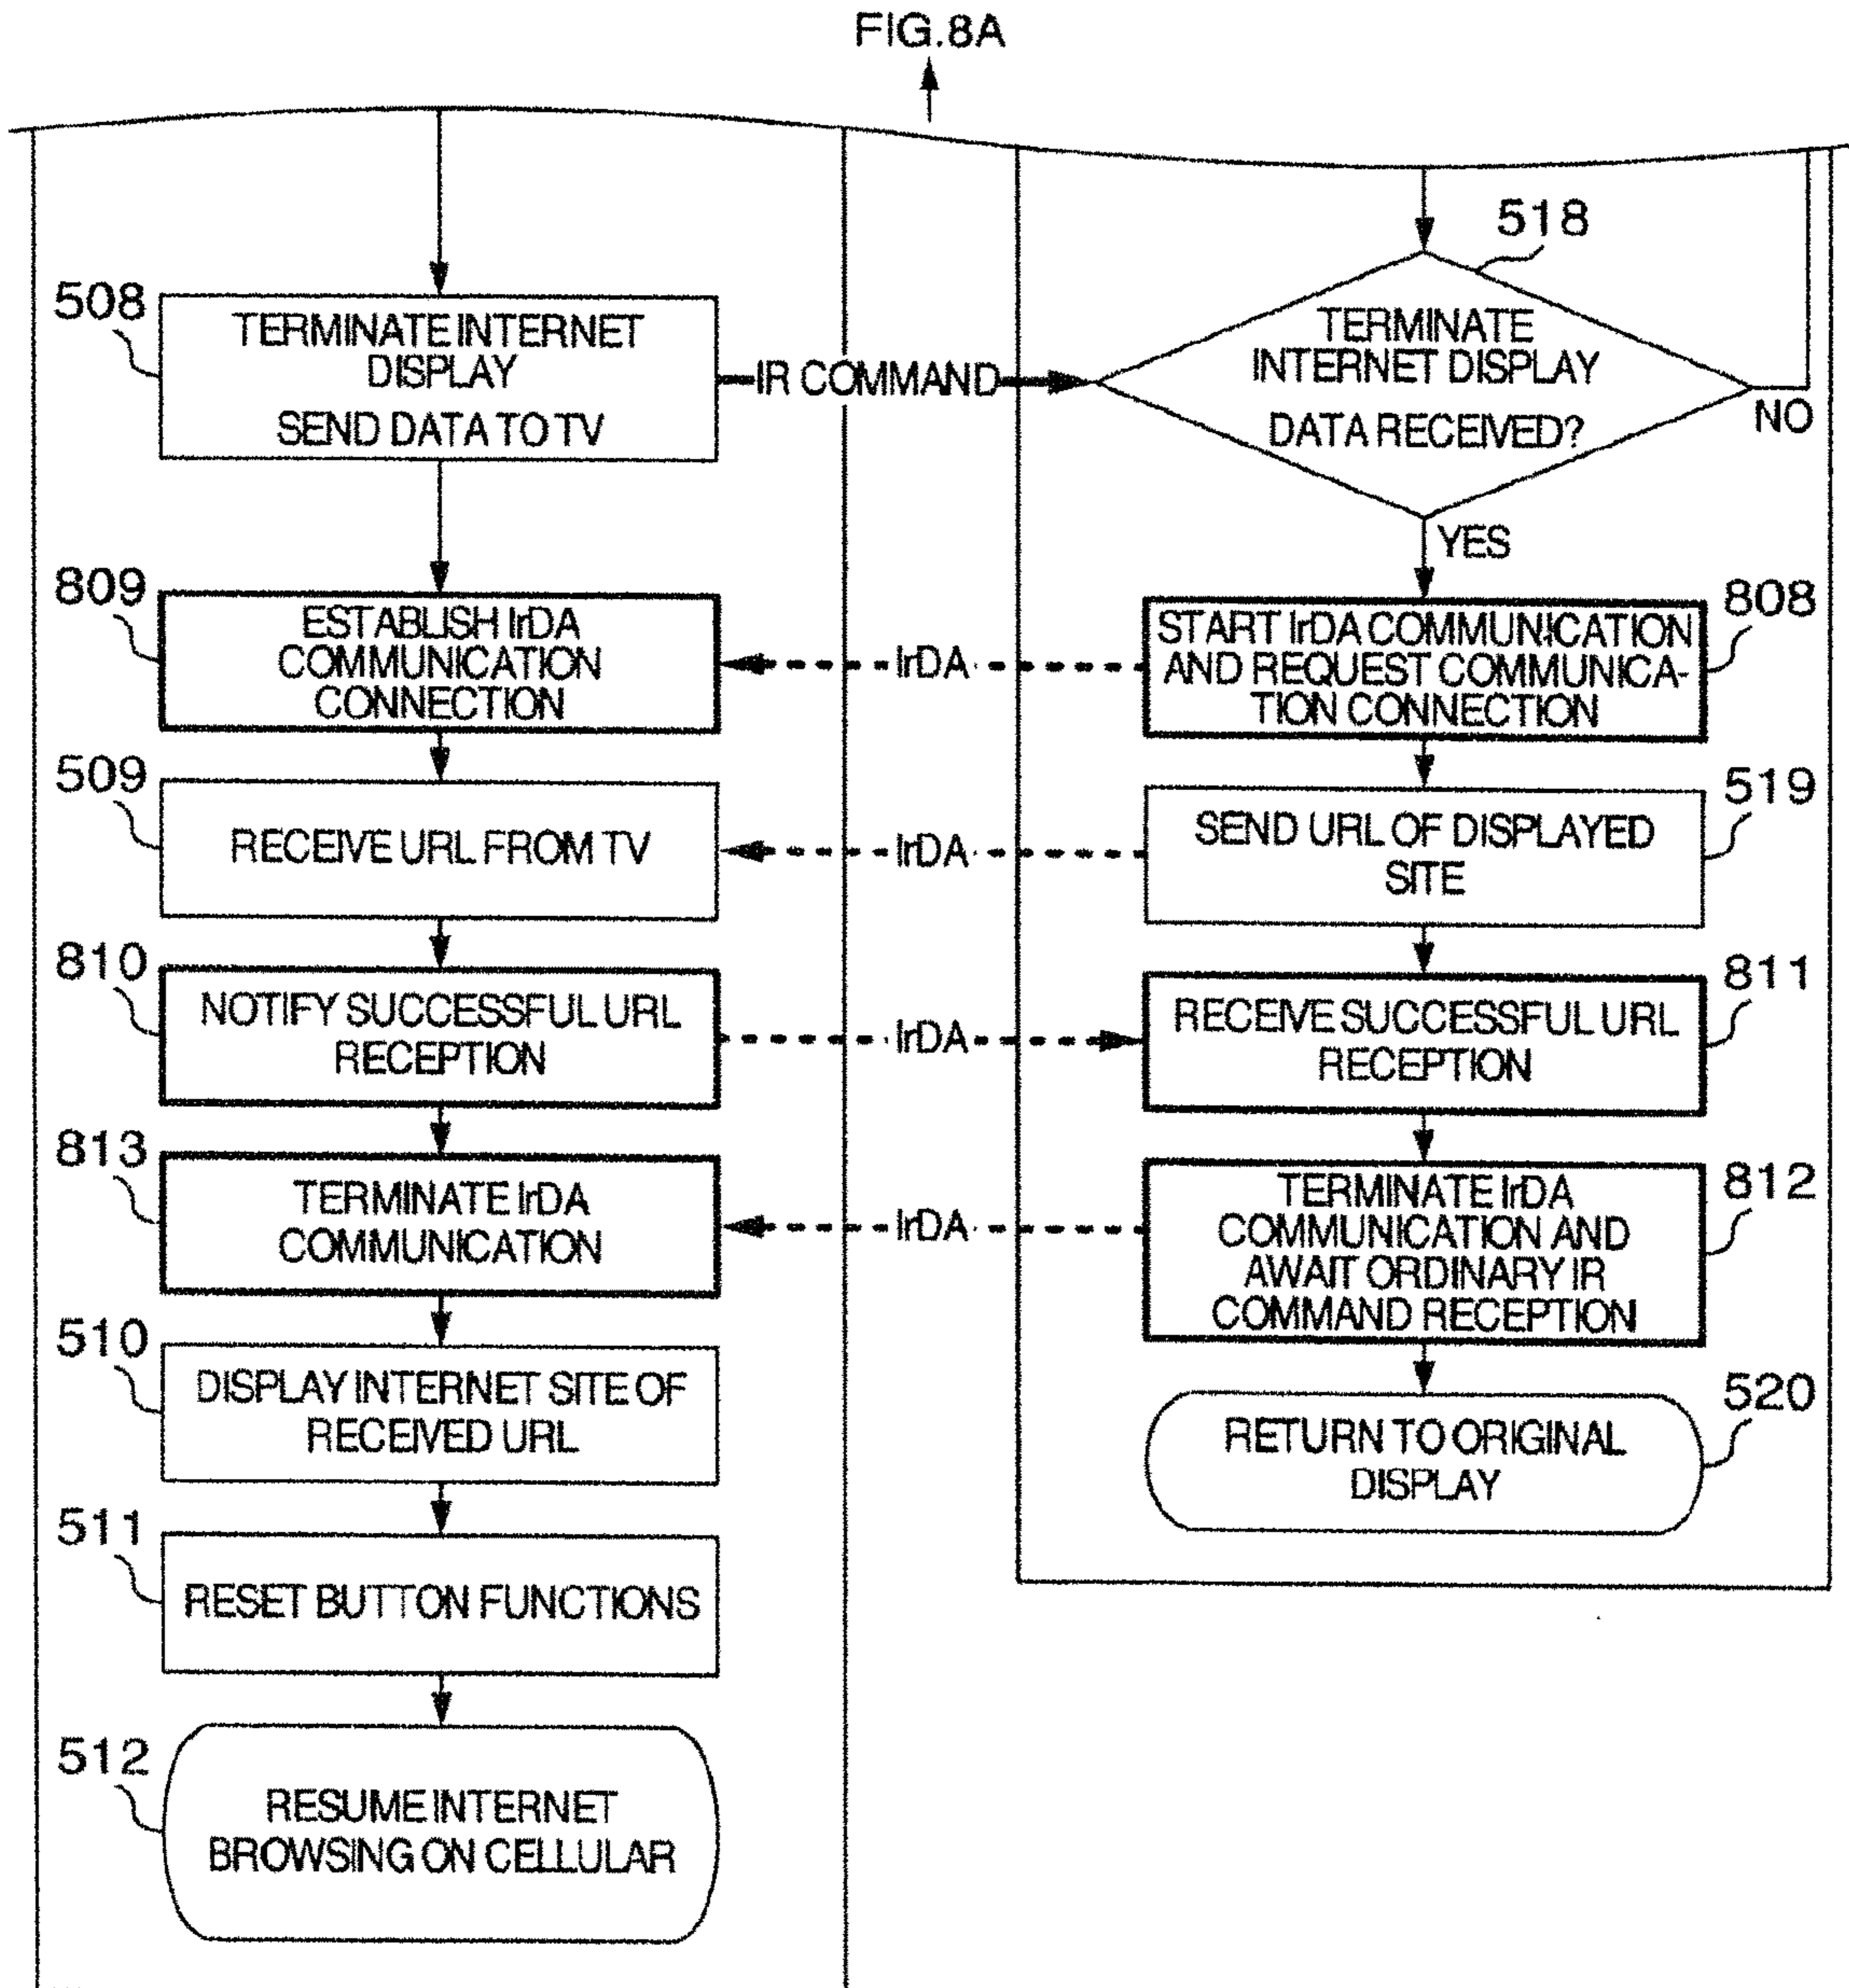 FIG.8A
508
TERMINATE INTERNET
DISPLAY
SEND DATA TO TV
IR COMMAND
518
TERMINATE
INTERNET DISPLAY
DATA RECEIVED?
NO
YES
809
ESTABLISH IrDA
COMMUNICATION
CONNECTION
IrDA
808
START IrDA COMMUNICATION
AND REQUEST COMMUNICA-
TION CONNECTION
509
RECEIVE URL FROM TV
IrDA
519
SEND URL OF DISPLAYED
SITE
810
NOTIFY SUCCESSFUL URL
RECEPTION
IrDA
811
RECEIVE SUCCESSFUL URL
RECEPTION
813
TERMINATE IrDA
COMMUNICATION
IrDA
812
TERMINATE IrDA
COMMUNICATION AND
AWAIT ORDINARY IR
COMMAND RECEPTION
510
DISPLAY INTERNET SITE OF
RECEIVED URL
520
RETURN TO ORIGINAL
DISPLAY
511
RESET BUTTON FUNCTIONS
512
RESUME INTERNET
BROWSING ON CELLULAR